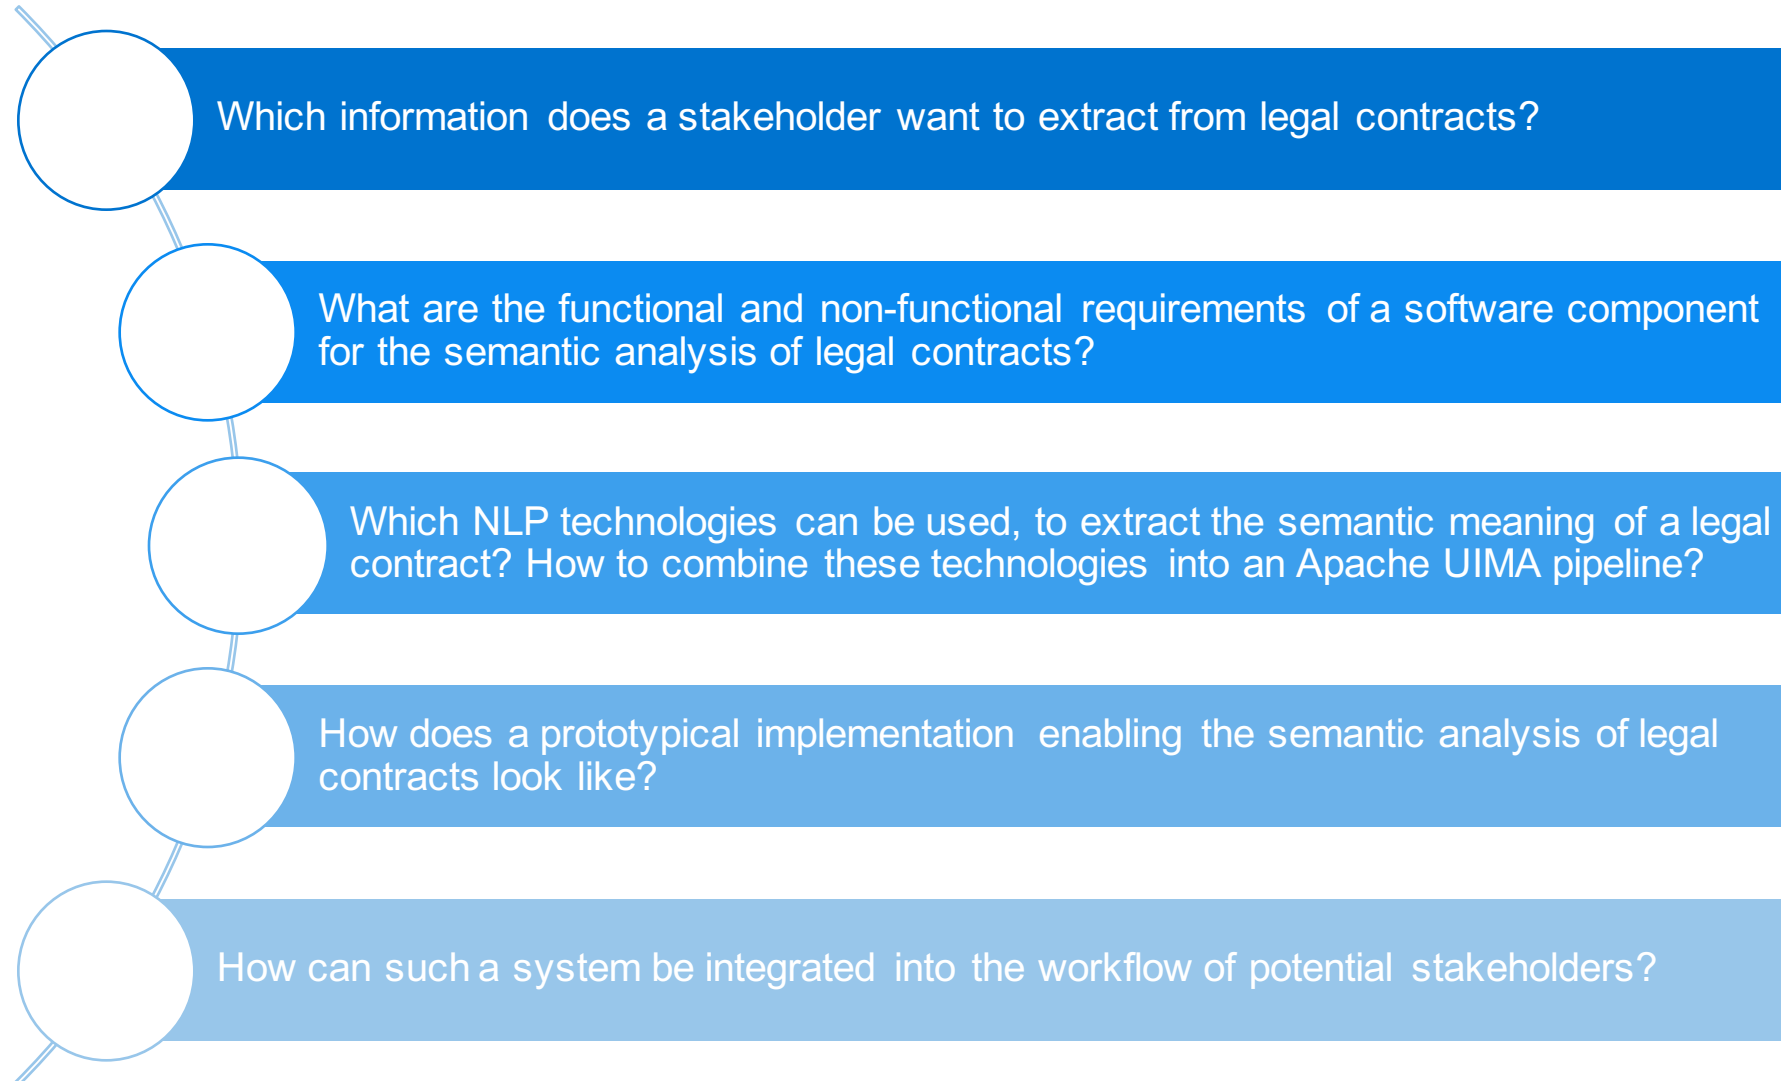 Which information does a stakeholder want to extract from legal contracts?
What are the functional and non-functional requirements of a software component
for the semantic analysis of legal contracts?
Which NLP technologies can be used, to extract the semantic meaning of a legal
contract? How to combine these technologies into an Apache UIMA pipeline?
How does a prototypical implementation enabling the semantic analysis of legal
contracts look like?
How can such a system be integrated into the workflow of potential stakeholders?